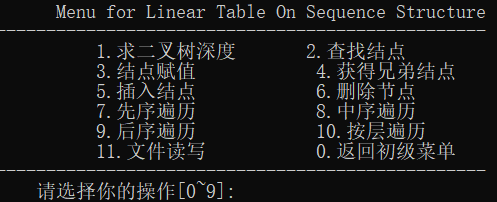 Menu for Linear Table On Sequence Structure
-------------------------------------------------
1.求二叉树深度 2.查找结点
3.结点赋值 4.获得兄弟结点
5.插入结点 6.删除节点
7.先序遍历 8.中序遍历
9.后序遍历 10.按层遍历
11.文件读写 0.返回初级菜单
-------------------------------------------------
请选择你的操作[0~9]: